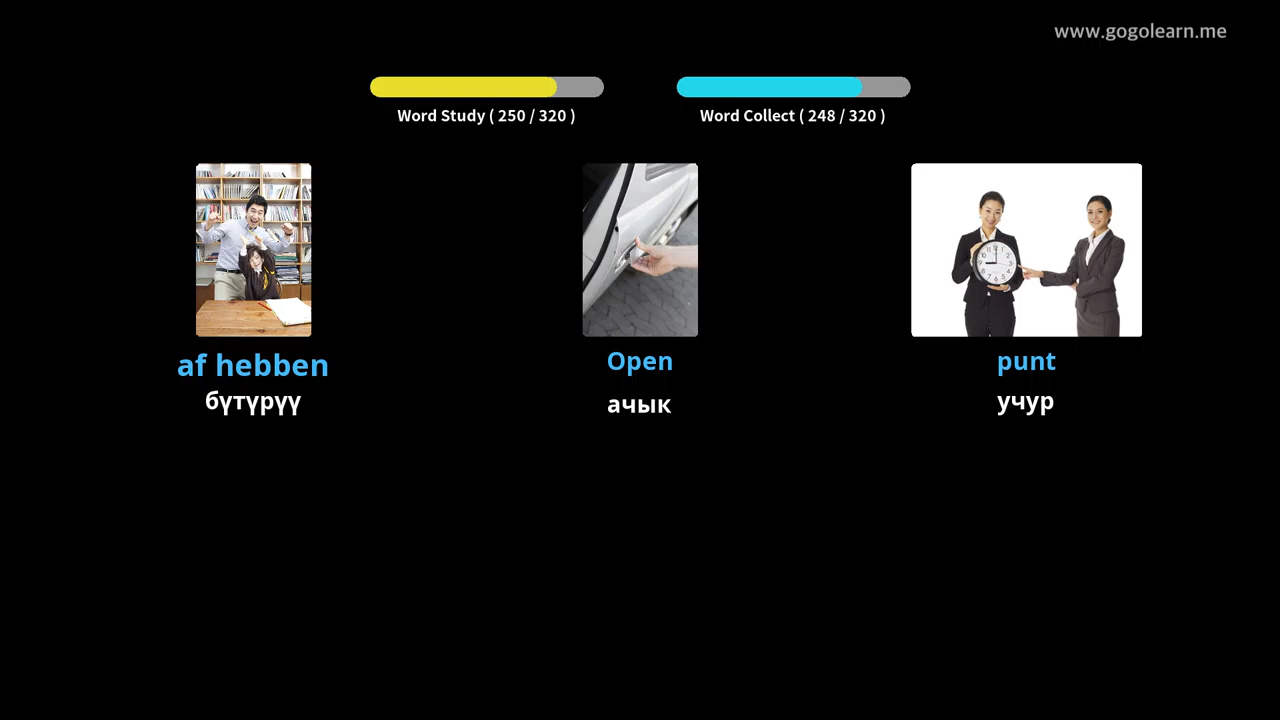 www.gogolearn.me
Word Study ( 250 / 320 )
Word Collect ( 248 / 320 )
af hebben
бүтүрүү
Open
ачык
punt
учур